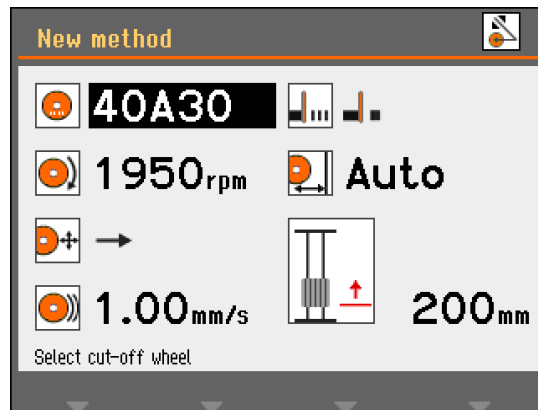 New method
40A30
1950rpm
Auto
1.00mm/s
200mm
Select cut-off wheel